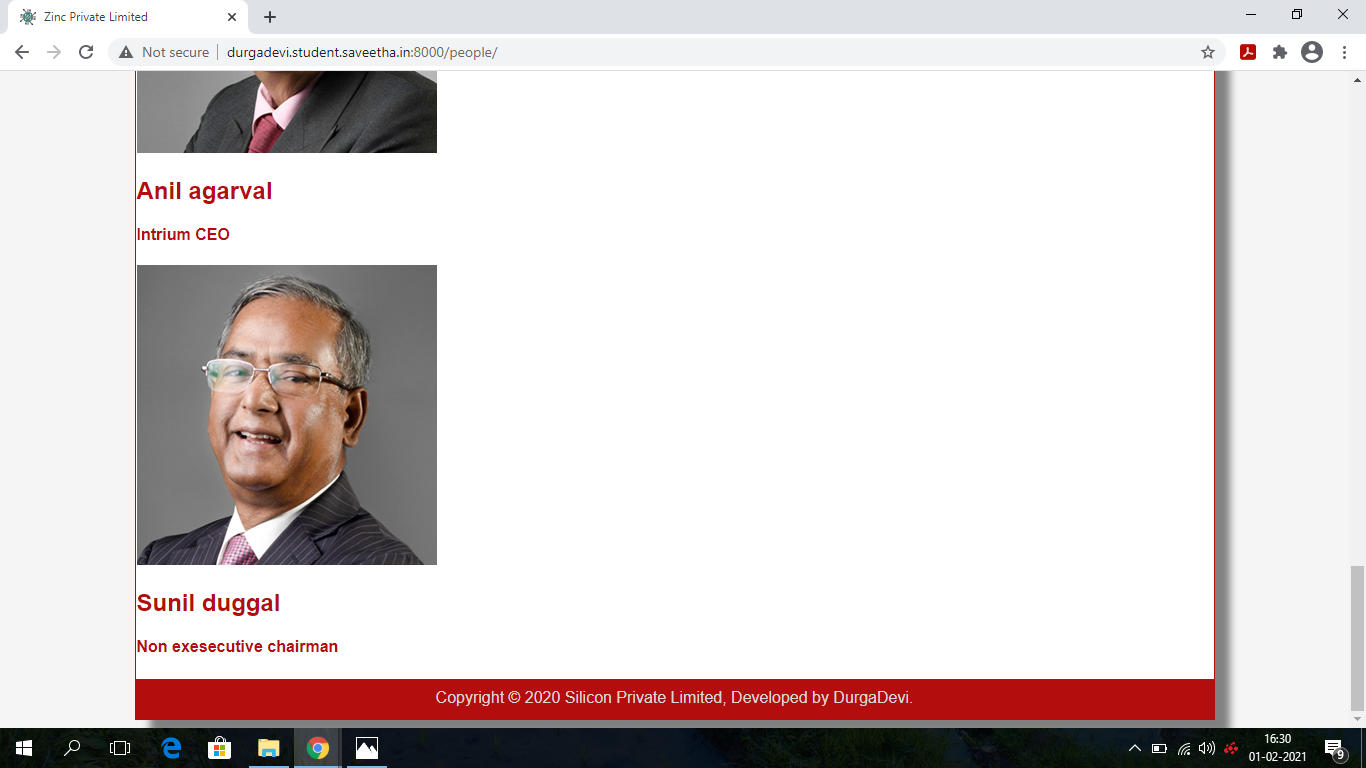 Zinc Private Limited
Not secure
durgadevi.student.saveetha.in:8000/people/
Anil agarval
Intrium CEO
Sunil duggal
Non exesecutive chairman
Copyright © 2020 Silicon Private Limited, Developed by DurgaDevi.
16:30
01-02-2021
9